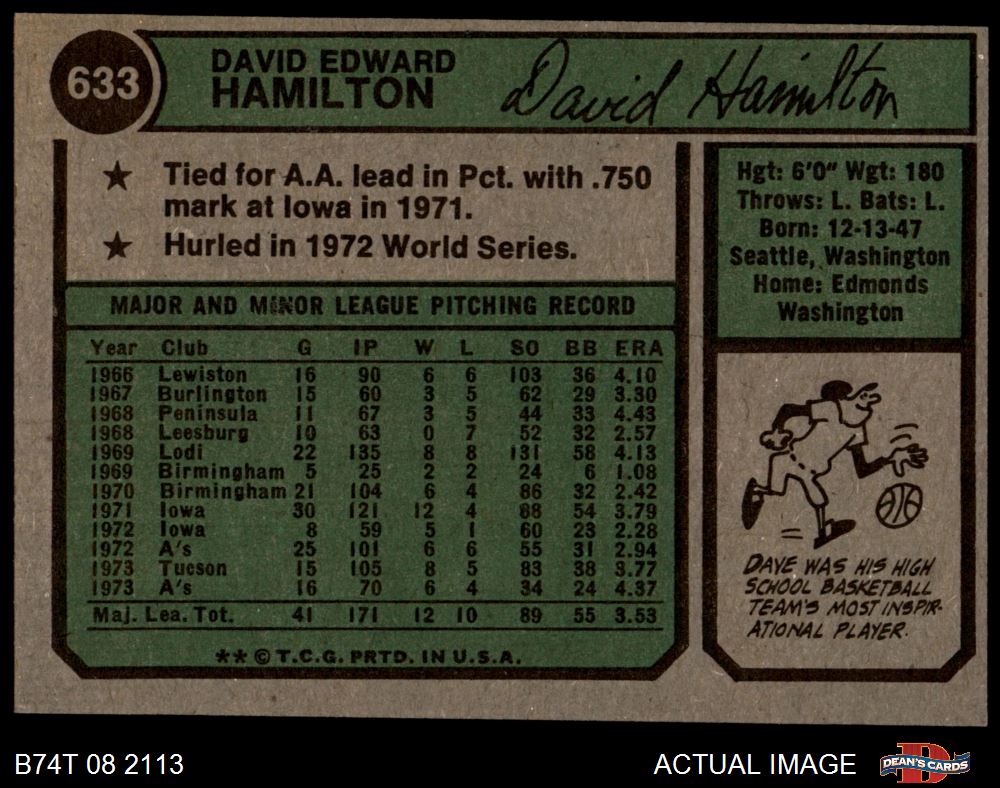 633
DAVID EDWARD
HAMILTON
David Hamilton
★ Tied for A.A. lead in Pct. with .750
mark at Iowa in 1971.
★ Hurled in 1972 World Series.
Hgt: 6'0" Wgt: 180
Throws: L. Bats: L.
Born: 12-13-47
Seattle, Washington
Home: Edmonds
Washington
MAJOR AND MINOR LEAGUE PITCHING RECORD
Year Club G IP W L SO BB ERA
1966 Lewiston 16 90 6 6 103 36 4.10
1967 Burlington 15 60 3 5 62 29 3.30
1968 Peninsula 11 67 3 5 44 33 4.43
1968 Leesburg 10 63 0 7 52 32 2.57
1969 Lodi 22 135 8 8 131 58 4.13
1969 Birmingham 5 25 2 2 24 6 1.08
1970 Birmingham 21 104 6 4 86 32 2.42
1971 Iowa 30 121 12 4 88 54 3.79
1972 Iowa 8 59 5 1 60 23 2.28
1972 A's 25 101 6 6 55 31 2.94
1973 Tucson 15 105 8 5 83 38 3.77
1973 A's 16 70 6 4 34 24 4.37
Maj. Lea. Tot. 41 171 12 10 89 55 3.53
** © T.C.G. PRTD. IN U.S.A.
DAVE WAS HIS HIGH
SCHOOL BASKETBALL
TEAM'S MOST INSPIR-
ATIONAL PLAYER.
B74T 08 2113
ACTUAL IMAGE
D
DEAN'S CARDS